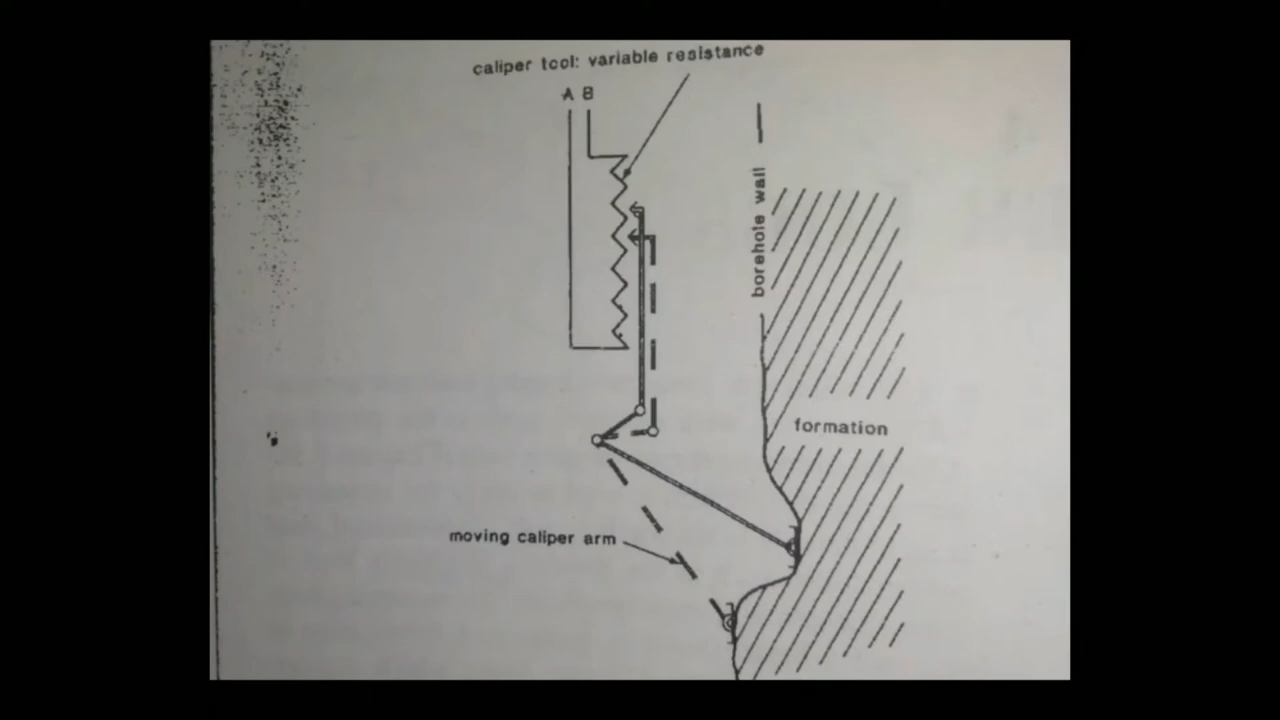 caliper tool: variable resistance
A B
borehole wall
formation
moving caliper arm